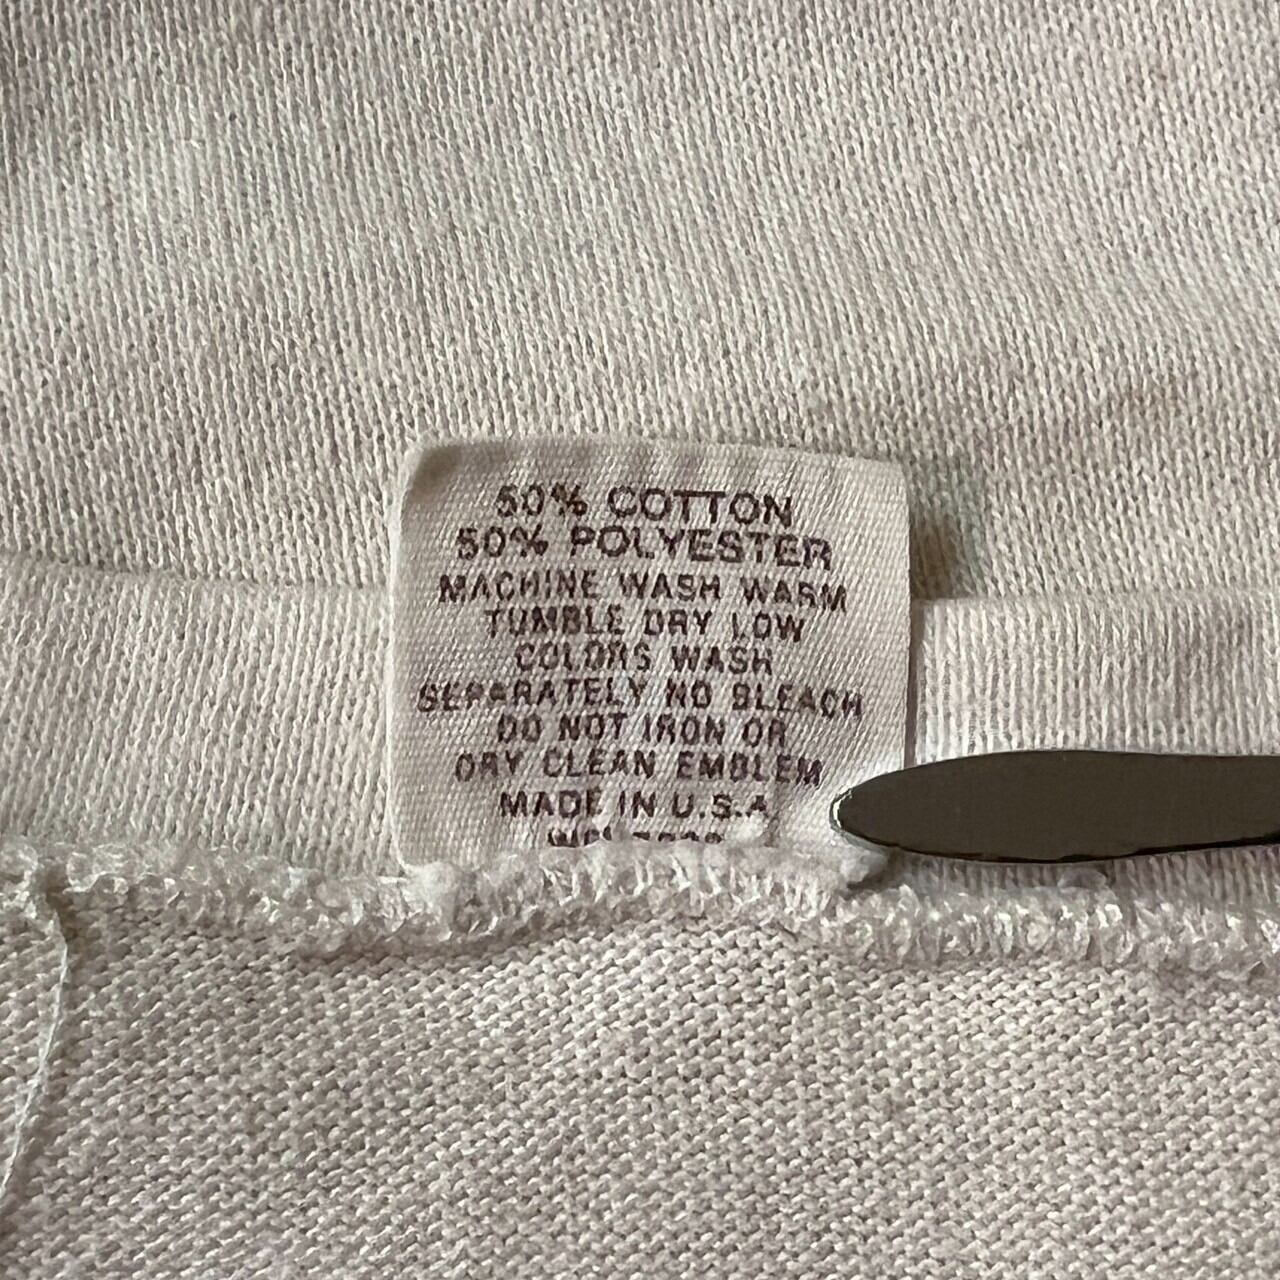 50% COTTON
50% POLYESTER
MACHINE WASH WARM
TUMBLE DRY LOW
COLORS WASH
SEPARATELY NO BLEACH
DO NOT IRON OR
DRY CLEAN EMBLEM
MADE IN U.S.A